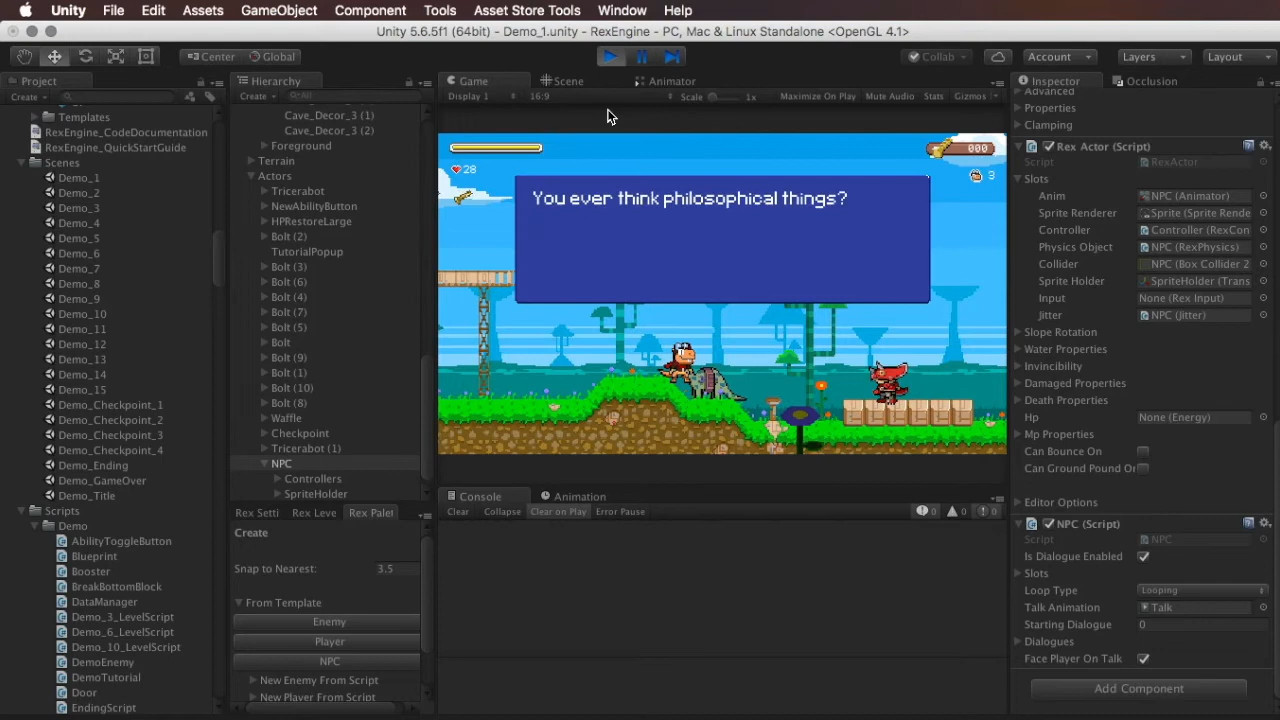 Unity File Edit Assets GameObject Component Tools Asset Store Tools Window Help
Unity 5.6.5f1 (64bit) - Demo_1.unity - RexEngine - PC, Mac & Linux Standalone <OpenGL 4.1>
Center Global Collab Account Layers Layout
Project
Create
Templates
RexEngine_CodeDocumentation
RexEngine_QuickStartGuide
Scenes
Demo_1
Demo_2
Demo_3
Demo_4
Demo_5
Demo_6
Demo_7
Demo_8
Demo_9
Demo_10
Demo_11
Demo_12
Demo_13
Demo_14
Demo_15
Demo_Checkpoint_1
Demo_Checkpoint_2
Demo_Checkpoint_3
Demo_Checkpoint_4
Demo_Ending
Demo_GameOver
Demo_Title
Scripts
Demo
AbilityToggleButton
Blueprint
Booster
BreakBottomBlock
DataManager
Demo_3_LevelScript
Demo_6_LevelScript
Demo_10_LevelScript
DemoEnemy
DemoTutorial
Door
EndingScript
Hierarchy
Create All
Cave_Decor_3 (1)
Cave_Decor_3 (2)
Foreground
Terrain
Actors
Tricerabot
NewAbilityButton
HPRestoreLarge
Bolt (2)
TutorialPopup
Bolt (3)
Bolt (6)
Bolt (4)
Bolt (7)
Bolt (5)
Bolt
Bolt (9)
Bolt (1)
Bolt (10)
Bolt (8)
Waffle
Checkpoint
Tricerabot (1)
NPC
Controllers
SpriteHolder
Rex Setti Rex Leve Rex Palet
Create
Snap to Nearest: 3.5
From Template
Enemy
Player
NPC
New Enemy From Script
New Player From Script
Game Scene Animator
Display 1 16:9 Scale 1x Maximize On Play Mute Audio Stats Gizmos
000
28
3
You ever think philosophical things?
Console Animation
Clear Collapse Clear on Play Error Pause 0 0 0
Inspector Occlusion
Advanced
Properties
Clamping
Rex Actor (Script)
Script RexActor
Slots
Anim NPC (Animator)
Sprite Renderer Sprite (Sprite Rende
Controller Controller (RexCon
Physics Object NPC (RexPhysics)
Collider NPC (Box Collider 2
Sprite Holder SpriteHolder (Trans
Input None (Rex Input)
Jitter NPC (Jitter)
Slope Rotation
Water Properties
Invincibility
Damaged Properties
Death Properties
Hp None (Energy)
Mp Properties
Can Bounce On
Can Ground Pound On
Editor Options
NPC (Script)
Script NPC
Is Dialogue Enabled
Slots
Loop Type Looping
Talk Animation Talk
Starting Dialogue 0
Dialogues
Face Player On Talk
Add Component